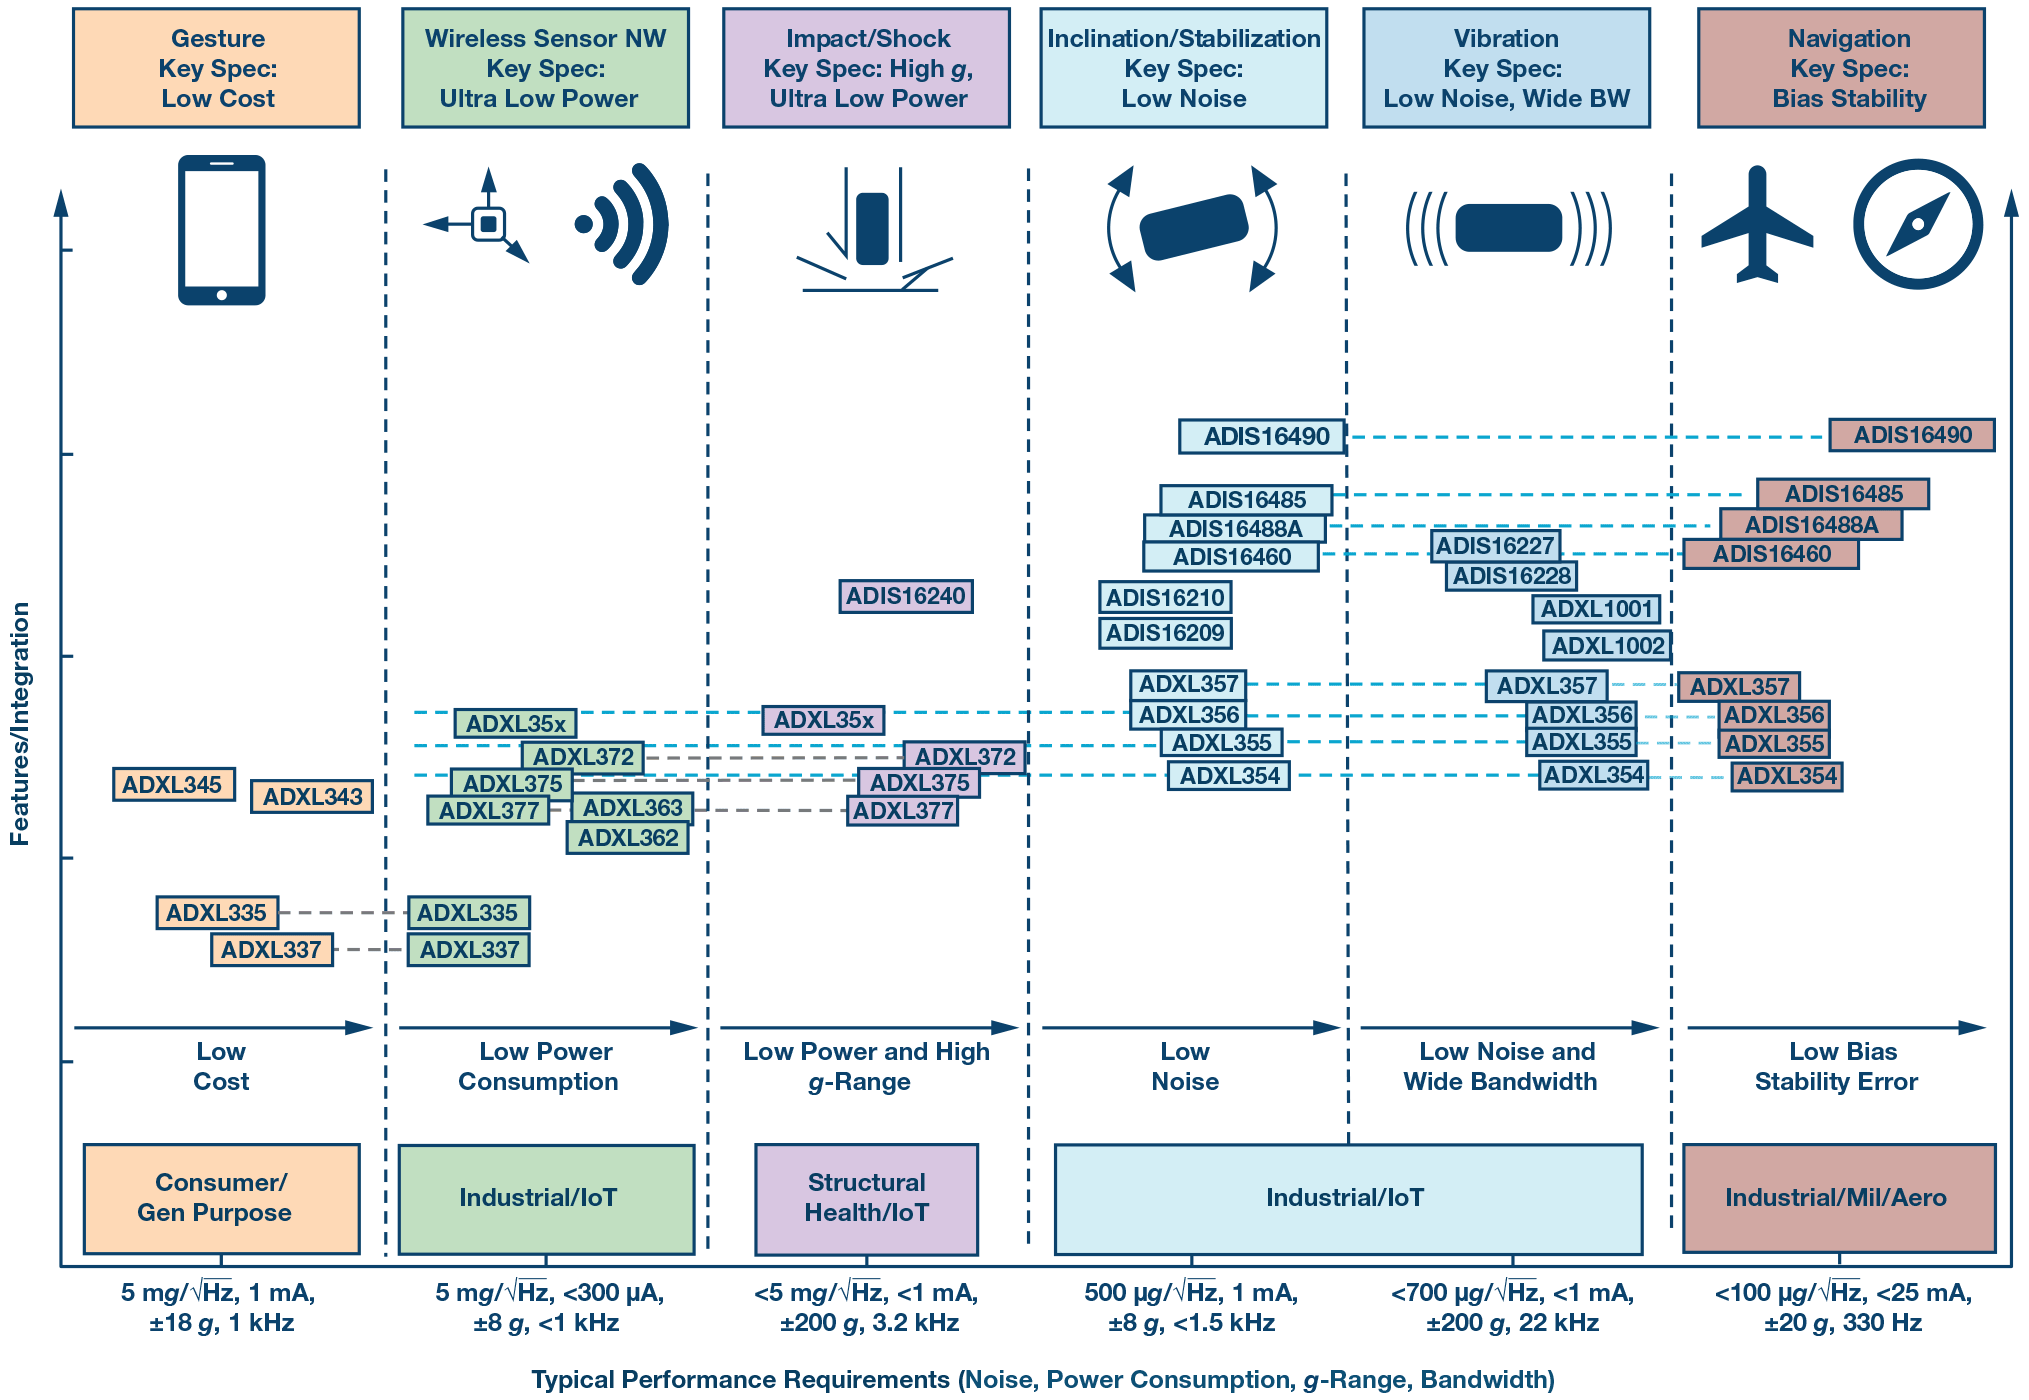 Gesture
Key Spec:
Low Cost
Wireless Sensor NW
Key Spec:
Ultra Low Power
Impact/Shock
Key Spec: High g,
Ultra Low Power
Inclination/Stabilization
Key Spec:
Low Noise
Vibration
Key Spec:
Low Noise, Wide BW
Navigation
Key Spec:
Bias Stability
Features/Integration
ADXL345
ADXL343
ADXL335
ADXL337
ADXL35x
ADXL372
ADXL375
ADXL377
ADXL363
ADXL362
ADXL335
ADXL337
ADIS16240
ADXL35x
ADXL372
ADXL375
ADXL377
ADIS16490
ADIS16485
ADIS16488A
ADIS16460
ADIS16210
ADIS16209
ADXL357
ADXL356
ADXL355
ADXL354
ADIS16227
ADIS16228
ADXL1001
ADXL1002
ADXL357
ADXL356
ADXL355
ADXL354
ADIS16490
ADIS16485
ADIS16488A
ADIS16460
ADXL357
ADXL356
ADXL355
ADXL354
Low
Cost
Low Power
Consumption
Low Power and High
g-Range
Low
Noise
Low Noise and
Wide Bandwidth
Low Bias
Stability Error
Consumer/
Gen Purpose
Industrial/IoT
Structural
Health/IoT
Industrial/IoT
Industrial/Mil/Aero
5 mg/√Hz, 1 mA,
±18 g, 1 kHz
5 mg/√Hz, <300 µA,
±8 g, <1 kHz
<5 mg/√Hz, <1 mA,
±200 g, 3.2 kHz
500 µg/√Hz, 1 mA,
±8 g, <1.5 kHz
<700 µg/√Hz, <1 mA,
±200 g, 22 kHz
<100 µg/√Hz, <25 mA,
±20 g, 330 Hz
Typical Performance Requirements (Noise, Power Consumption, g-Range, Bandwidth)